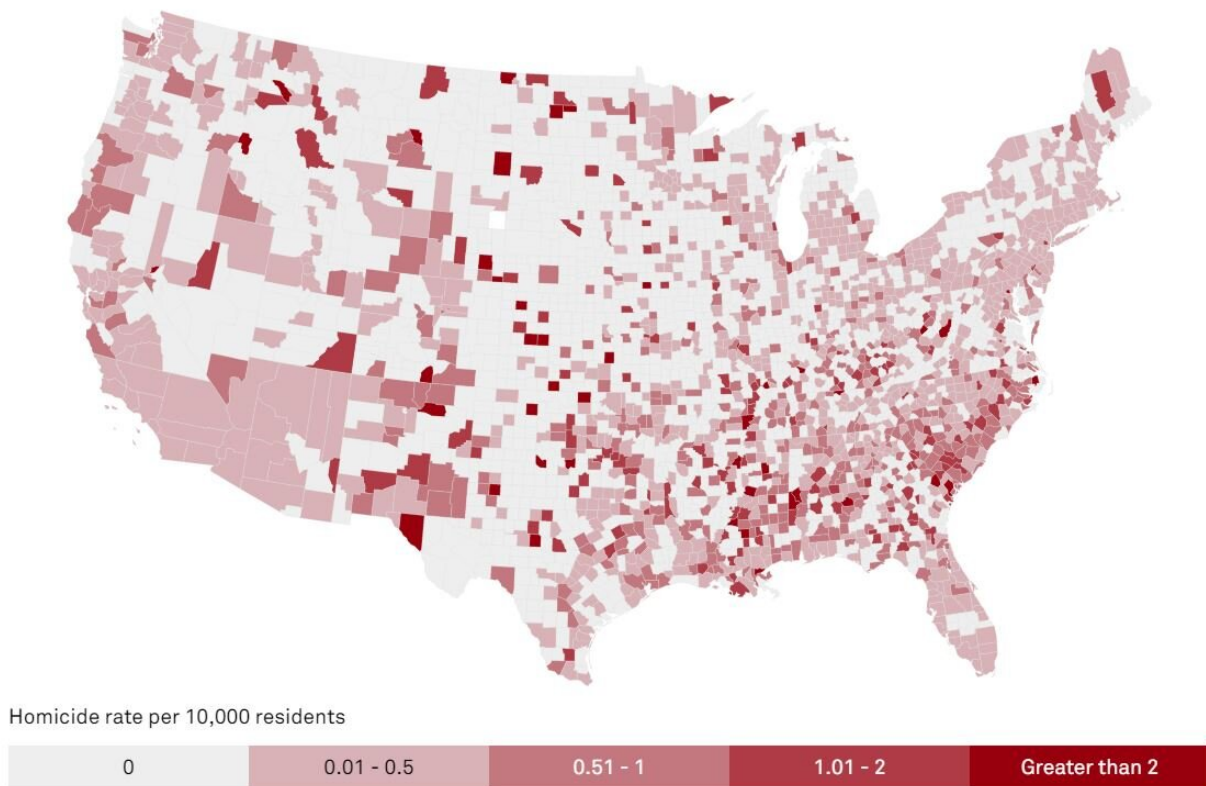 Homicide rate per 10,000 residents
0 0.01 - 0.5 0.51 - 1 1.01 - 2 Greater than 2